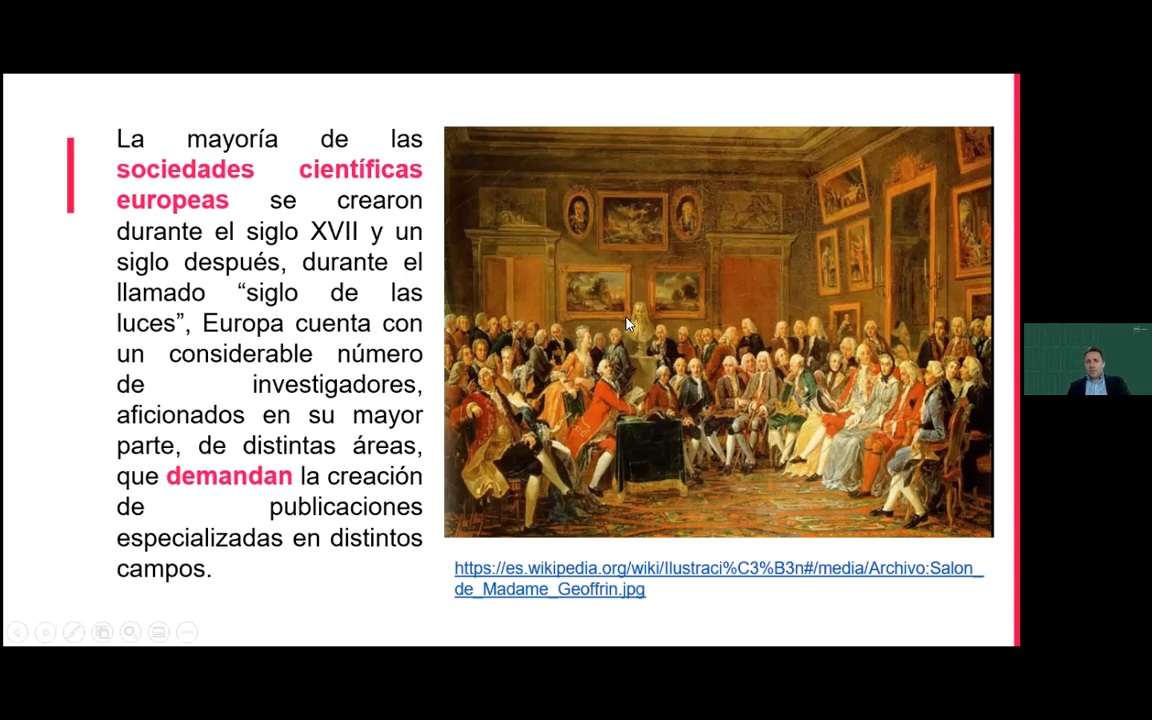 La mayoría de las
sociedades científicas
europeas se crearon
durante el siglo XVII y un
siglo después, durante el
llamado “siglo de las
luces”, Europa cuenta con
un considerable número
de investigadores,
aficionados en su mayor
parte, de distintas áreas,
que demandan la creación
de publicaciones
especializadas en distintos
campos.
https://es.wikipedia.org/wiki/Ilustraci%C3%B3n#/media/Archivo:Salon_
de_Madame_Geoffrin.jpg